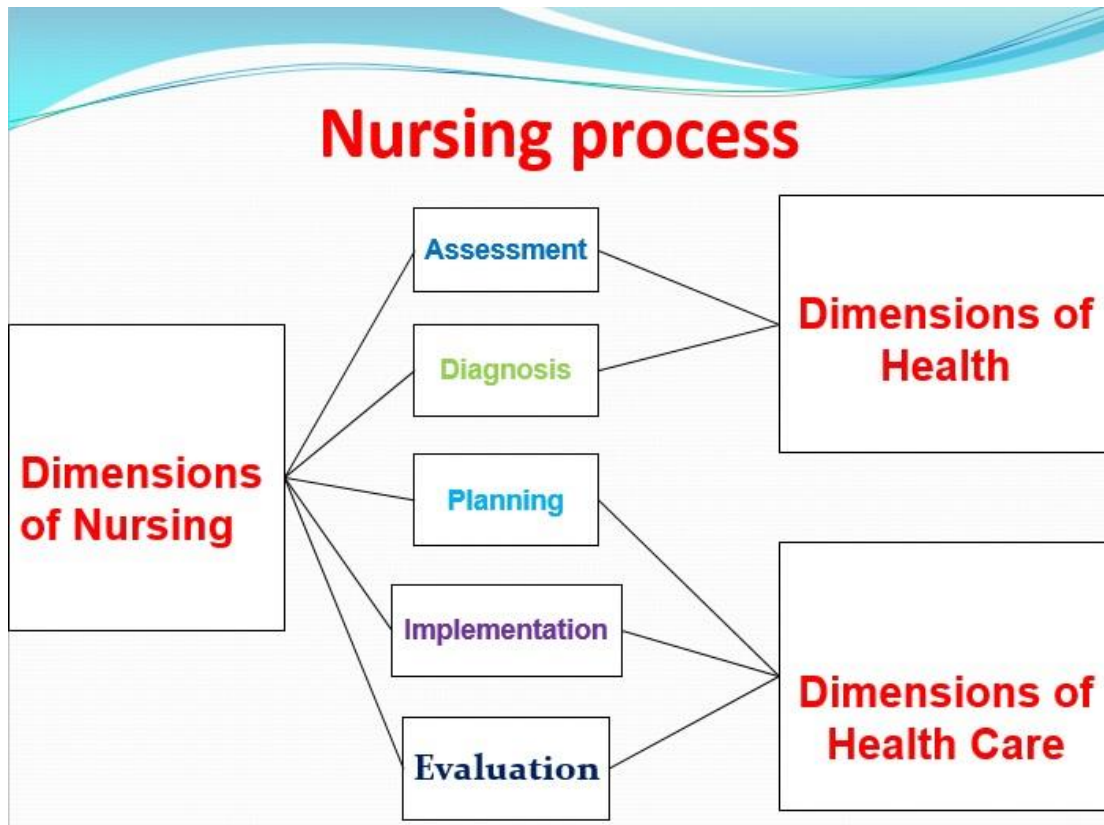 Nursing process
Dimensions
of Nursing
Assessment
Diagnosis
Planning
Implementation
Evaluation
Dimensions of
Health
Dimensions of
Health Care